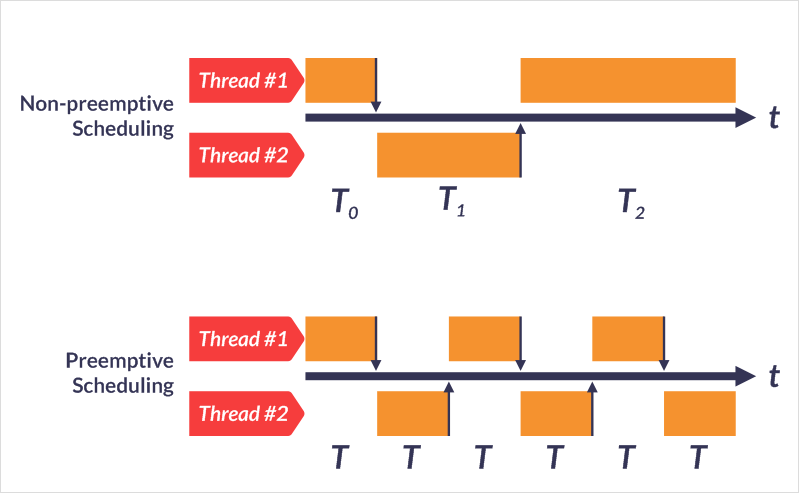 Thread #1
Non-preemptive
Scheduling
t
Thread #2
T0
T1
T2
Thread #1
Preemptive
Scheduling
t
Thread #2
T
T
T
T
T
T